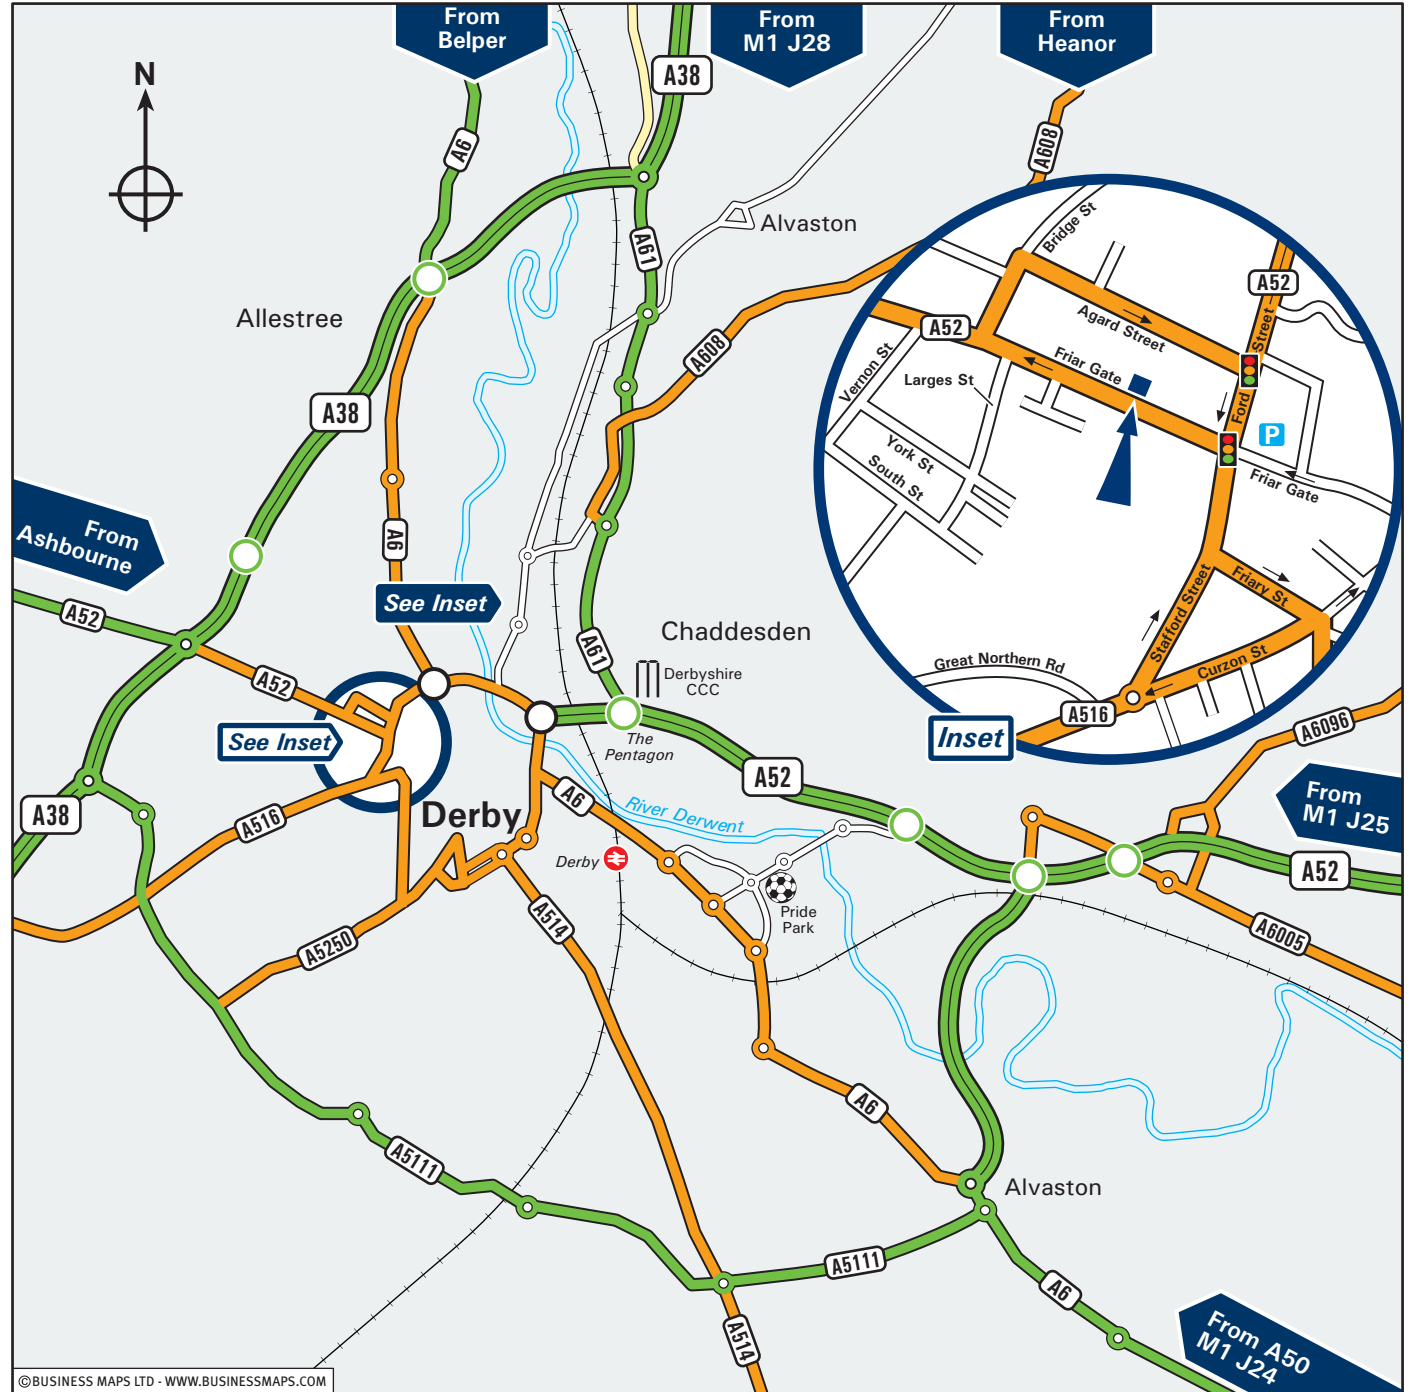 From
Belper
From
M1 J28
From
Heanor
N
A38
A6
A608
Alvaston
A61
Allestree
A608
A38
From
Ashbourne
A6
See Inset
A52
Chaddesden
A61
Derbyshire
CCC
A52
See Inset
The
Pentagon
A52
A38
A516
Derby
A6
River Derwent
Derby
Pride
Park
A514
A5250
A6096
From
M1 J25
A52
A6005
A6
A5111
Alvaston
A5111
A6
A514
From A50
M1 J24
Bridge St
A52
Agard Street
Ford Street
A52
Friar Gate
Vernon St
Larges St
P
York St
South St
Friar Gate
Friary St
Stafford Street
Curzon St
Great Northern Rd
A516
Inset
©BUSINESS MAPS LTD - WWW.BUSINESSMAPS.COM